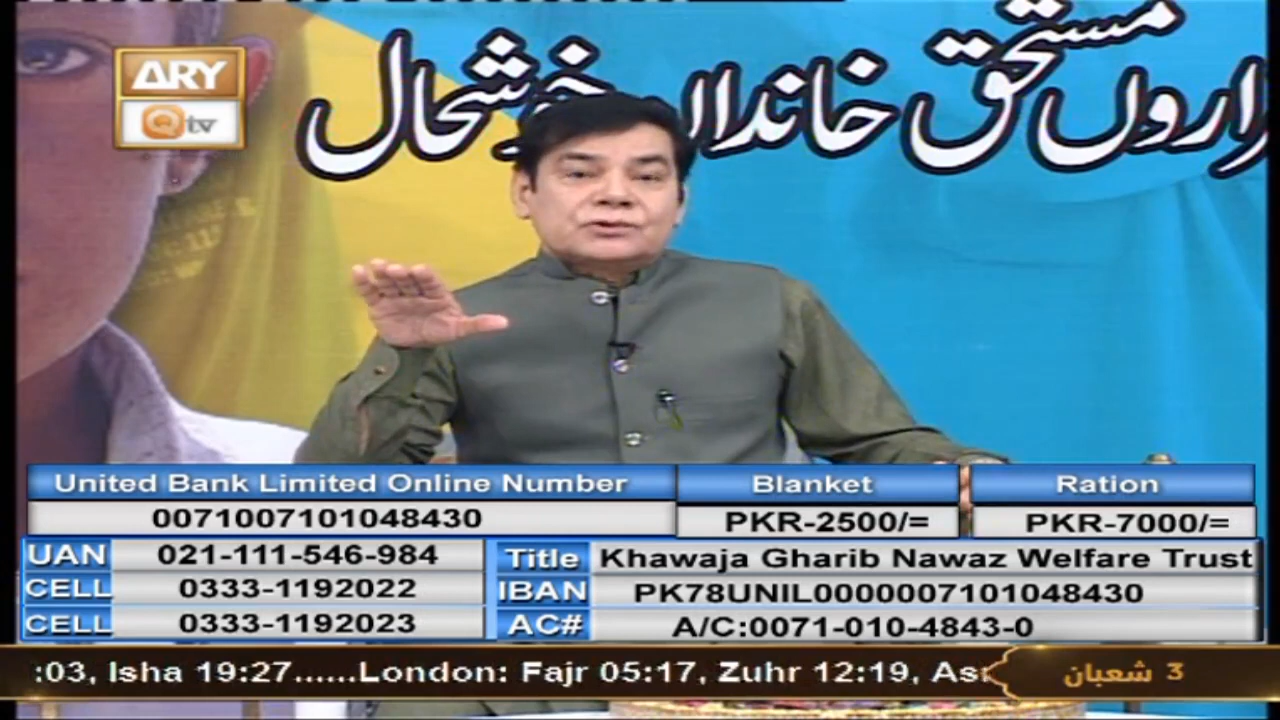 ARY
Qtv
مستحق خاندان خوشحال
United Bank Limited Online Number
Blanket
Ration
0071007101048430
PKR-2500/=
PKR-7000/=
UAN
021-111-546-984
Title
Khawaja Gharib Nawaz Welfare Trust
CELL
0333-1192022
IBAN
PK78UNIL0000007101048430
CELL
0333-1192023
AC#
A/C:0071-010-4843-0
:03, Isha 19:27......London: Fajr 05:17, Zuhr 12:19,
3 شعبان